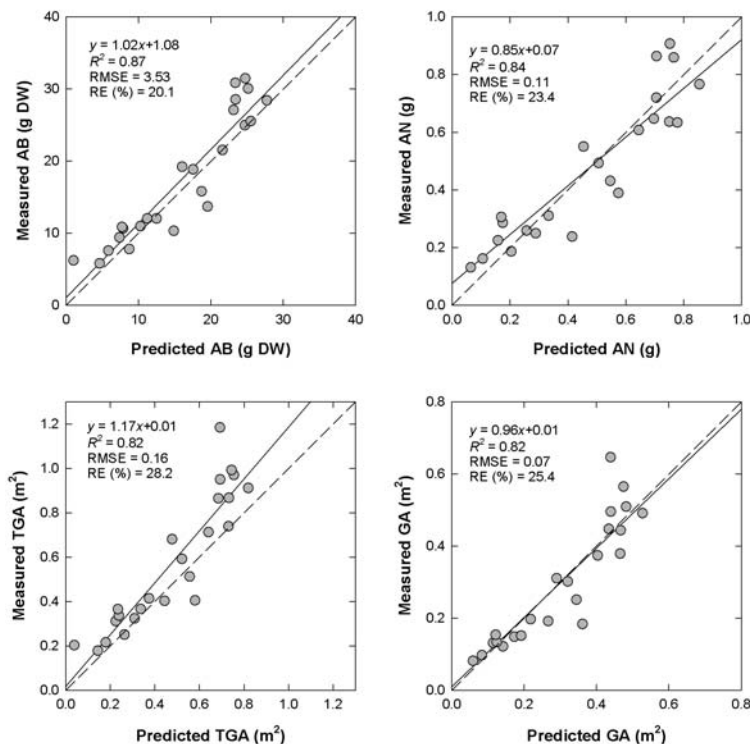 40
30
20
10
0
Measured AB (g DW)
y = 1.02x+1.08
R² = 0.87
RMSE = 3.53
RE (%) = 20.1
0 10 20 30 40
Predicted AB (g DW)
1.0
0.8
0.6
0.4
0.2
0.0
Measured AN (g)
y = 0.85x+0.07
R² = 0.84
RMSE = 0.11
RE (%) = 23.4
0.0 0.2 0.4 0.6 0.8 1.0
Predicted AN (g)
1.2
1.0
0.8
0.6
0.4
0.2
0.0
Measured TGA (m²)
y = 1.17x+0.01
R² = 0.82
RMSE = 0.16
RE (%) = 28.2
0.0 0.2 0.4 0.6 0.8 1.0 1.2
Predicted TGA (m²)
0.8
0.6
0.4
0.2
0.0
Measured GA (m²)
y = 0.96x+0.01
R² = 0.82
RMSE = 0.07
RE (%) = 25.4
0.0 0.2 0.4 0.6 0.8
Predicted GA (m²)